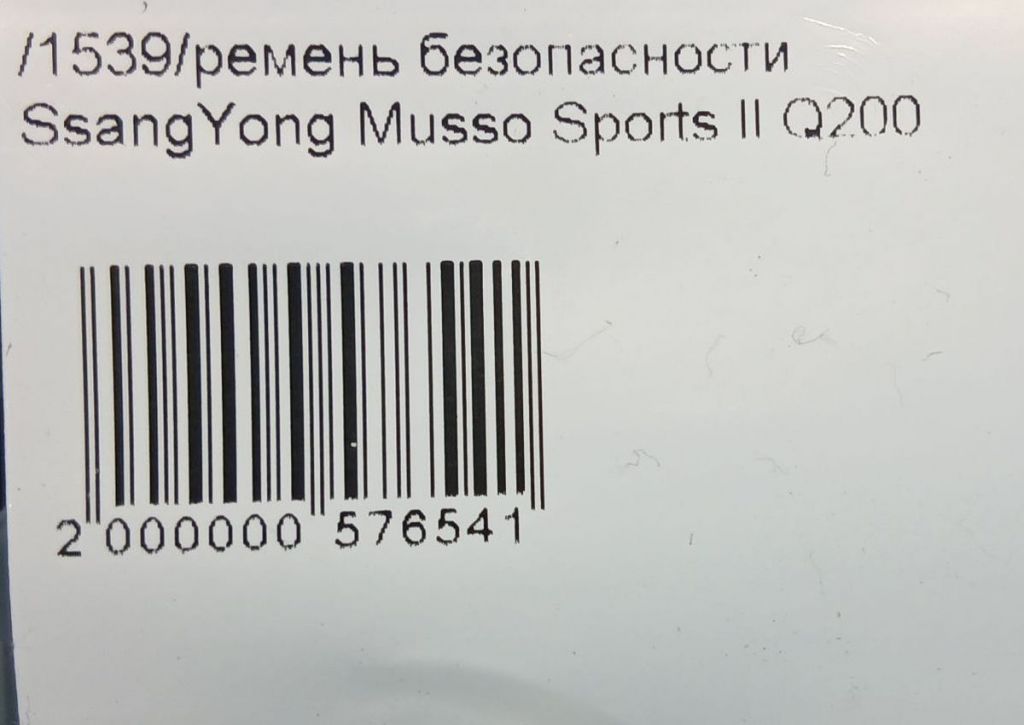 /1539/ремень безопасности
SsangYong Musso Sports II Q200
2 000000 576541